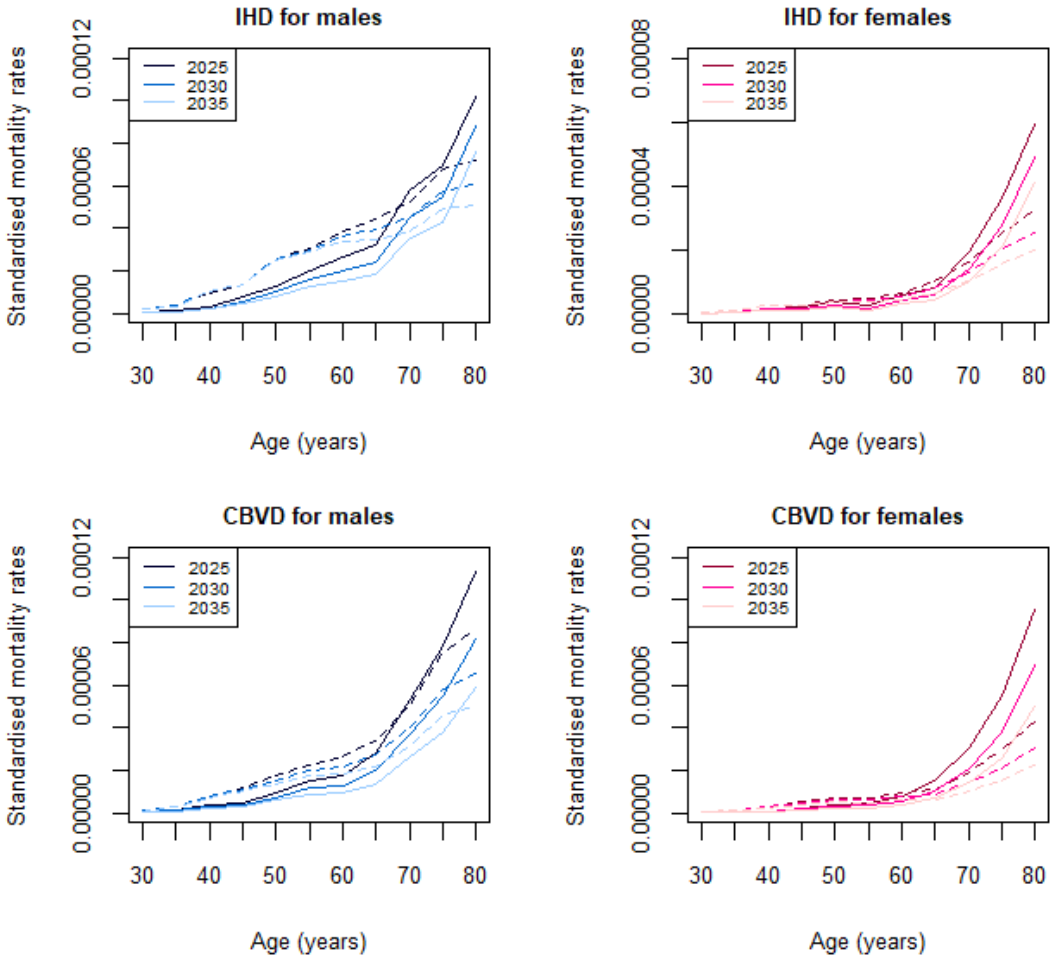 IHD for males
Standardised mortality rates
0.00000 0.00006 0.00012
2025
2030
2035
30 40 50 60 70 80
Age (years)
IHD for females
Standardised mortality rates
0.00000 0.00004 0.00008
2025
2030
2035
30 40 50 60 70 80
Age (years)
CBVD for males
Standardised mortality rates
0.00000 0.00006 0.00012
2025
2030
2035
30 40 50 60 70 80
Age (years)
CBVD for females
Standardised mortality rates
0.00000 0.00006 0.00012
2025
2030
2035
30 40 50 60 70 80
Age (years)